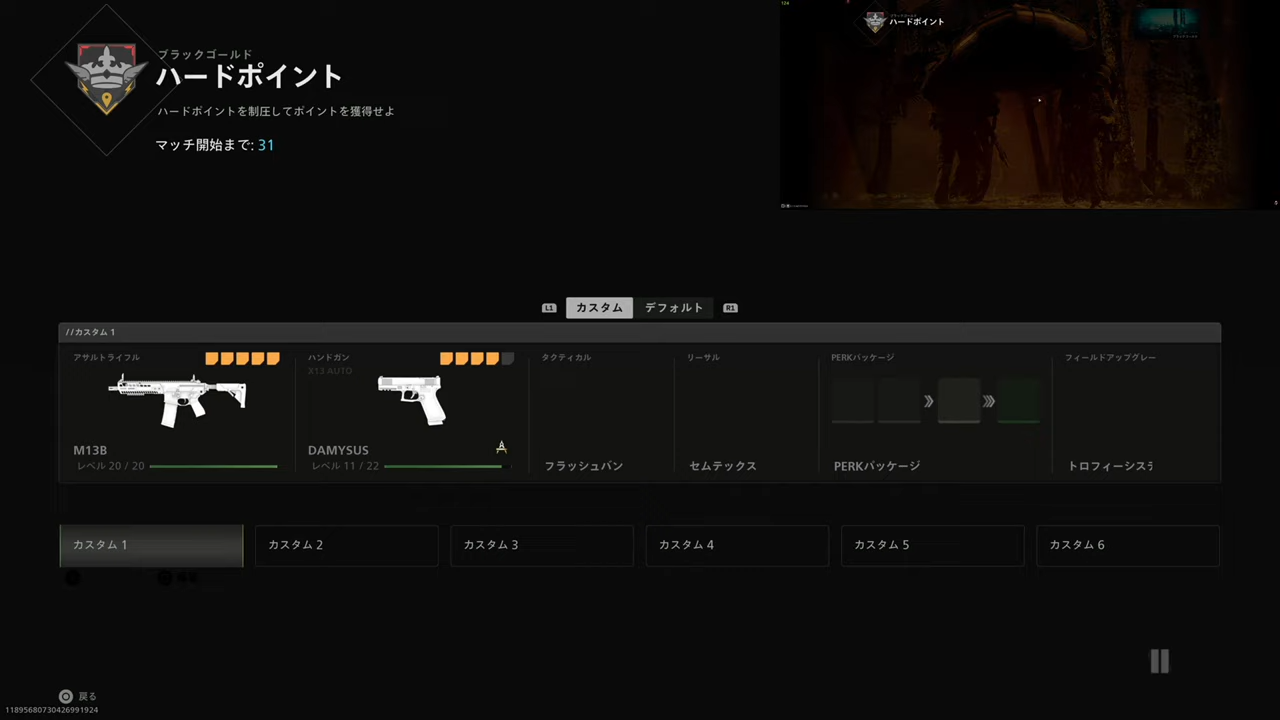 ブラックゴールド
ハードポイント
ハードポイントを制圧してポイントを獲得せよ
マッチ開始まで: 31
124
ハードポイント
L1 カスタム デフォルト R1
//カスタム 1
アサルトライフル
M13B
レベル 20 / 20
ハンドガン
X13 AUTO
DAMYSUS
レベル 11 / 22
タクティカル
フラッシュバン
リーサル
セムテックス
PERKパッケージ
PERKパッケージ
フィールドアップグレー
トロフィーシステ
カスタム 1
カスタム 2
カスタム 3
カスタム 4
カスタム 5
カスタム 6
戻る
11895680730426991924